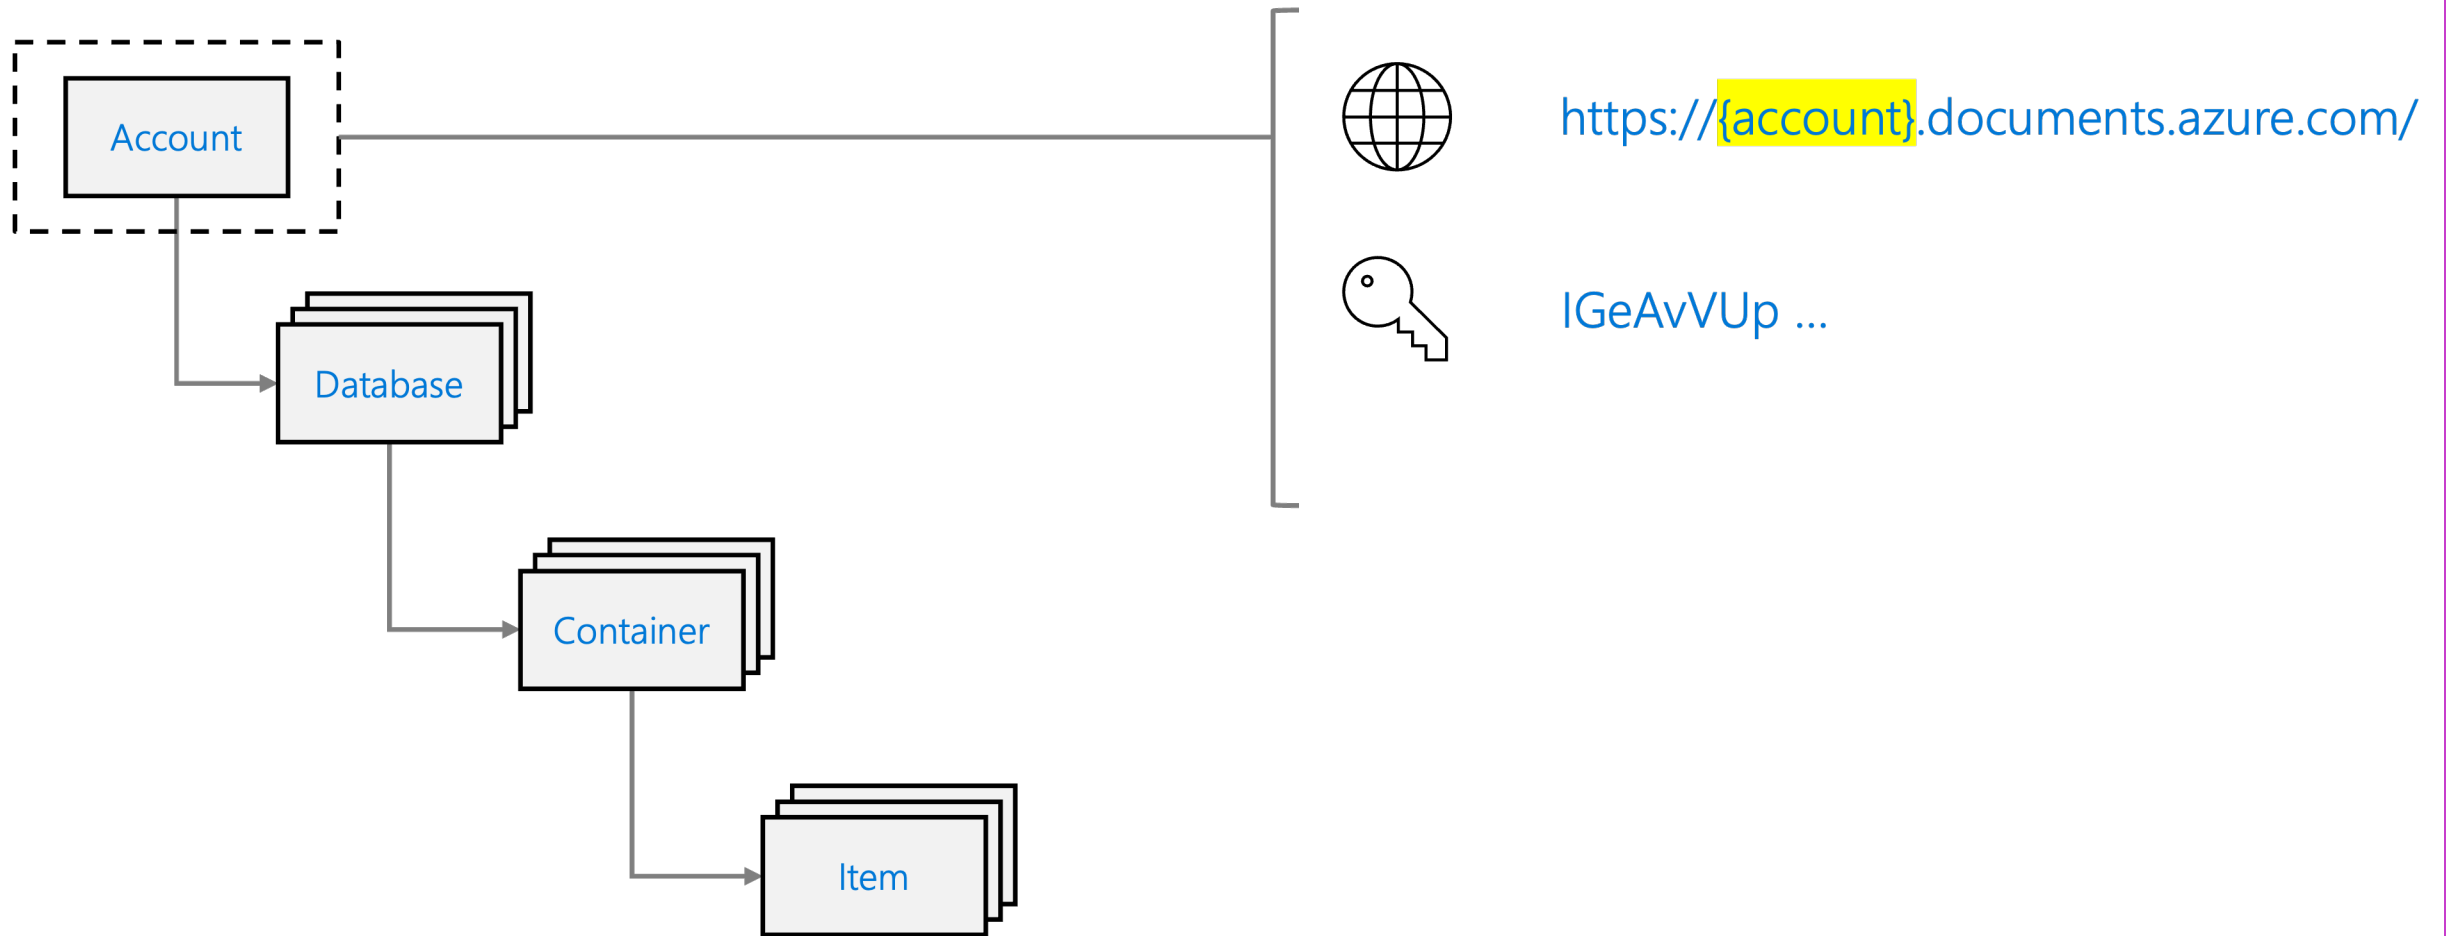 Account
https://{account}.documents.azure.com/
IGeAvVUp ...
Database
Container
Item